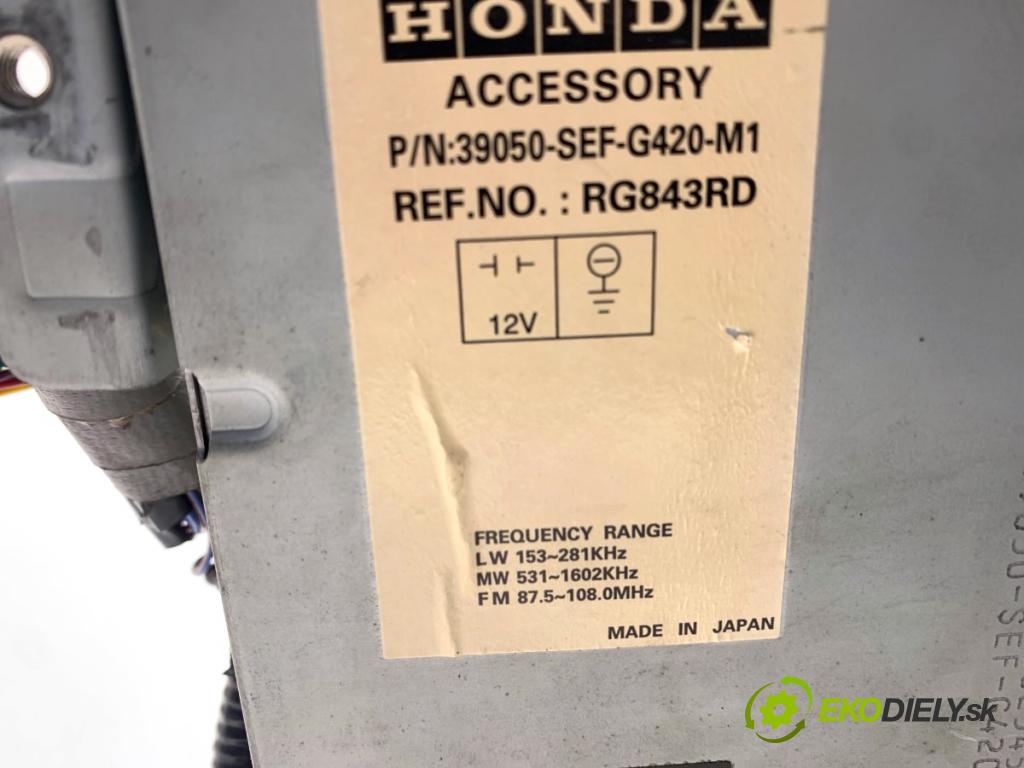 HONDA
ACCESSORY
P/N:39050-SEF-G420-M1
REF.NO. : RG843RD
12V
FREQUENCY RANGE
LW 153~281KHz
MW 531~1602KHz
FM 87.5~108.0MHz
MADE IN JAPAN
EKODIELY.sk